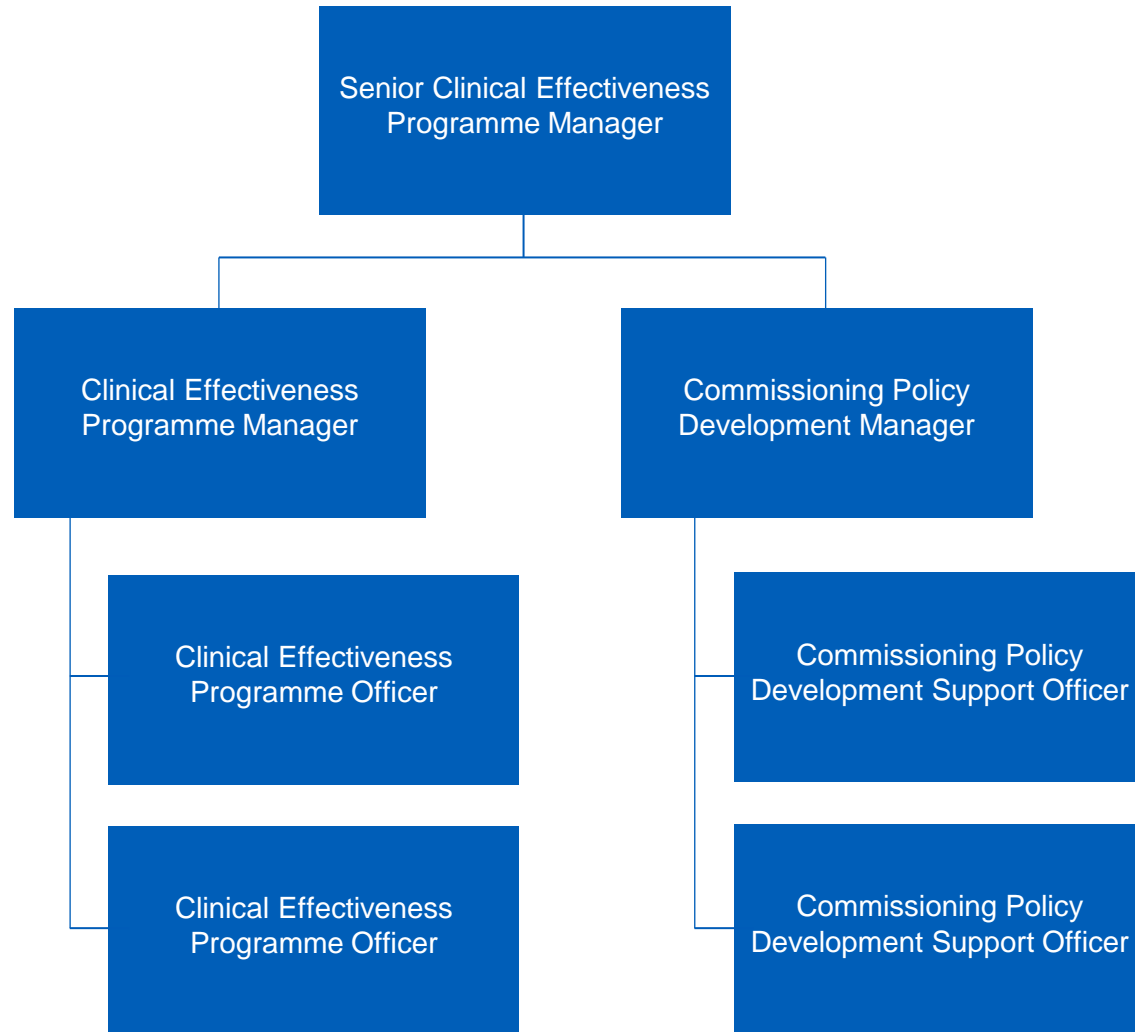 Senior Clinical Effectiveness
Programme Manager
Clinical Effectiveness
Programme Manager
Commissioning Policy
Development Manager
Clinical Effectiveness
Programme Officer
Commissioning Policy
Development Support Officer
Clinical Effectiveness
Programme Officer
Commissioning Policy
Development Support Officer